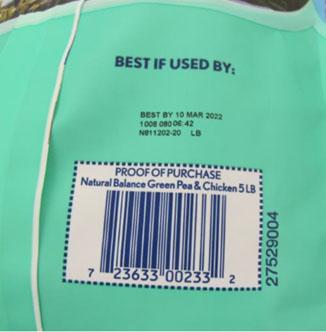 BEST IF USED BY:
BEST BY 10 MAR 2022
1008 080 06:42
N811202-20 LB
PROOF OF PURCHASE
Natural Balance Green Pea & Chicken 5 LB
7 23633 00233 2
27529004